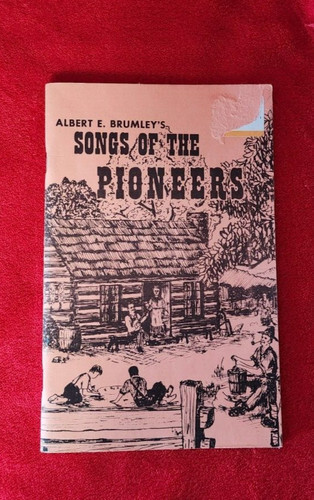 ALBERT E. BRUMLEY'S
SONGS OF THE
PIONEERS